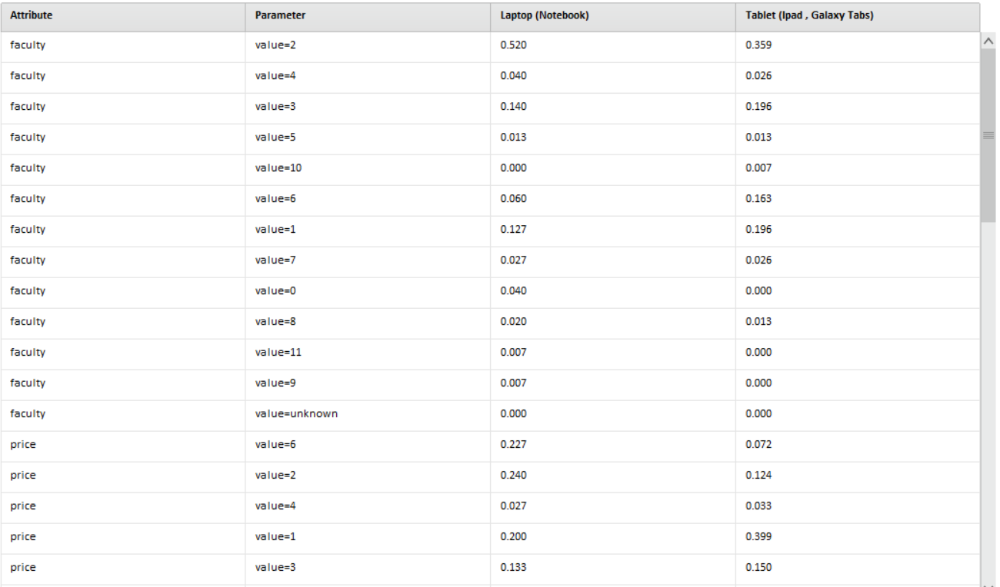 Attribute Parameter Laptop (Notebook) Tablet (Ipad , Galaxy Tabs)
faculty value=2 0.520 0.359
faculty value=4 0.040 0.026
faculty value=3 0.140 0.196
faculty value=5 0.013 0.013
faculty value=10 0.000 0.007
faculty value=6 0.060 0.163
faculty value=1 0.127 0.196
faculty value=7 0.027 0.026
faculty value=0 0.040 0.000
faculty value=8 0.020 0.013
faculty value=11 0.007 0.000
faculty value=9 0.007 0.000
faculty value=unknown 0.000 0.000
price value=6 0.227 0.072
price value=2 0.240 0.124
price value=4 0.027 0.033
price value=1 0.200 0.399
price value=3 0.133 0.150